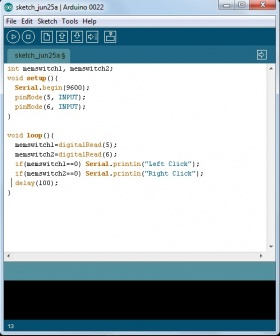 sketch_jun25a | Arduino 0022
File Edit Sketch Tools Help
sketch_jun25a §
int memswitch1, memswitch2;
void setup(){
Serial.begin(9600);
pinMode(5, INPUT);
pinMode(6, INPUT);
}
void loop(){
memswitch1=digitalRead(5);
memswitch2=digitalRead(6);
if(memswitch1==0) Serial.println("Left Click");
if(memswitch2==0) Serial.println("Right Click");
delay(100);
}
13